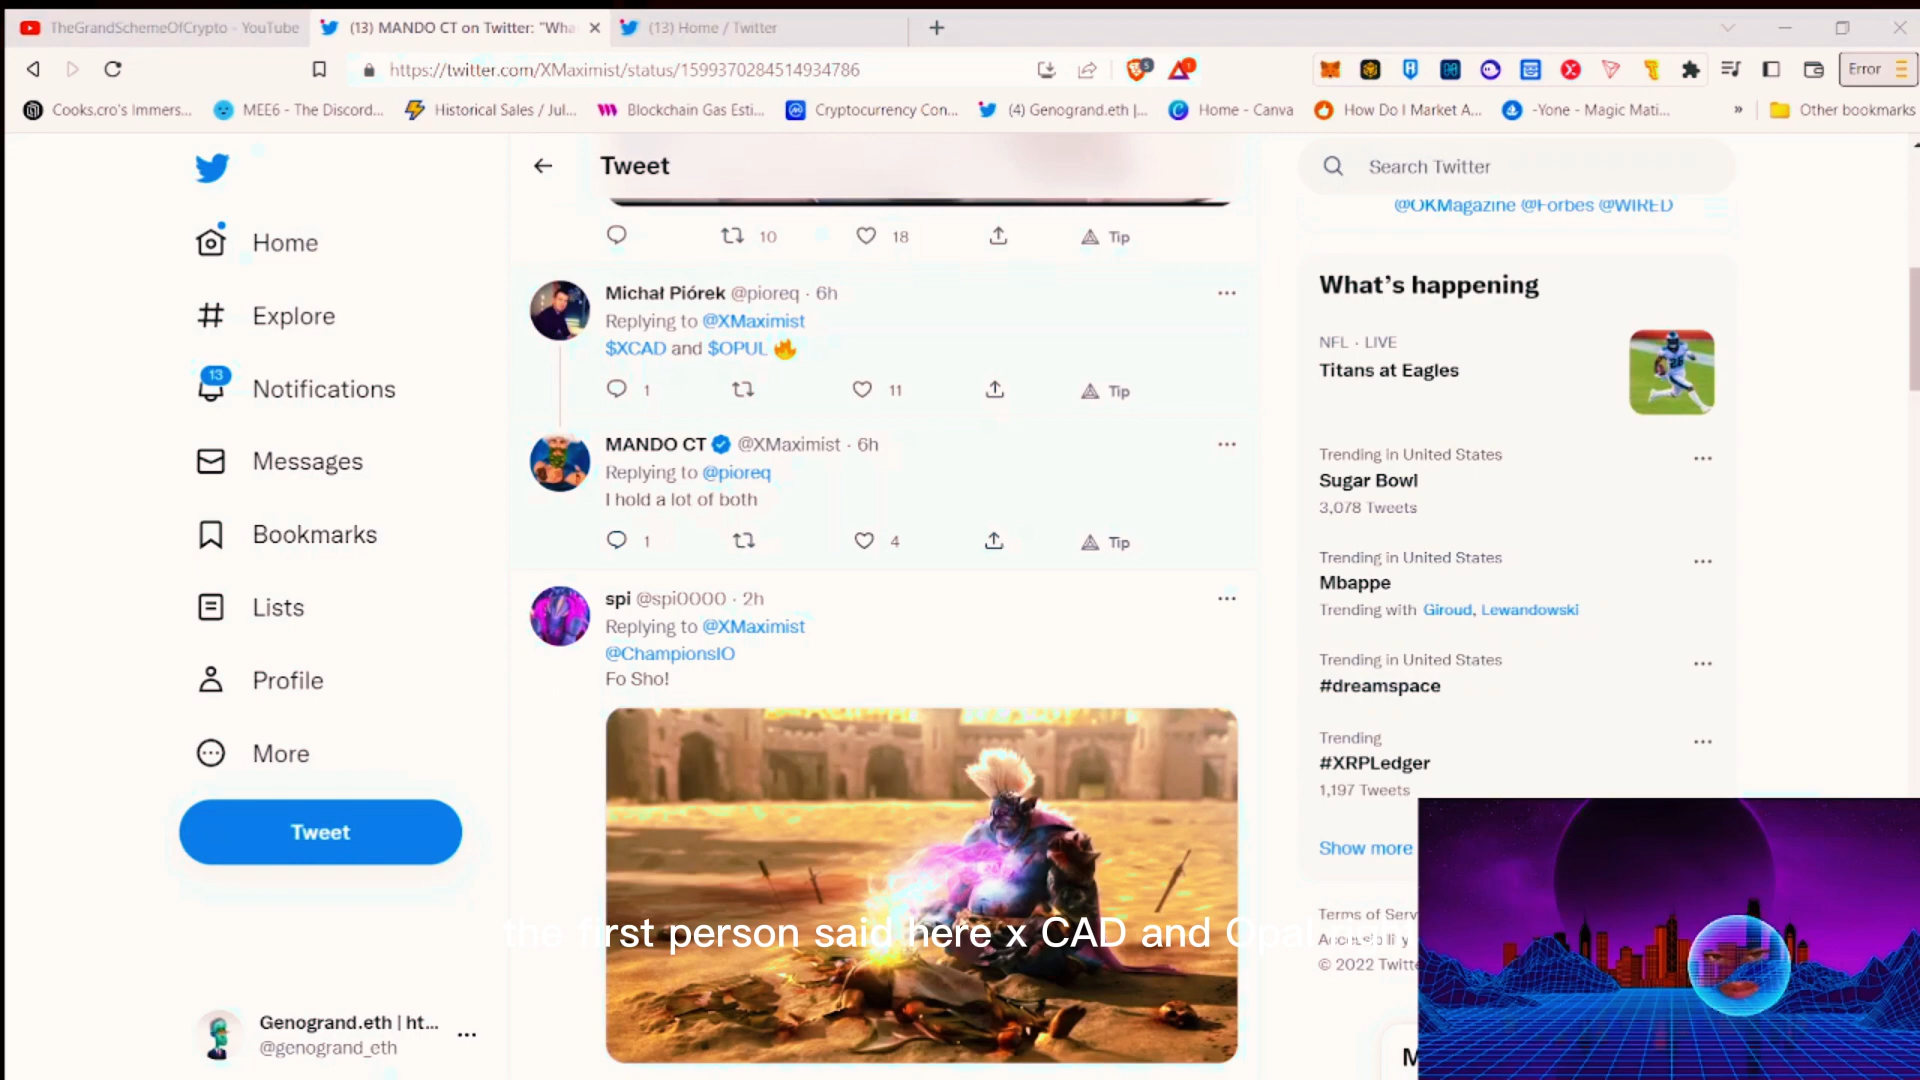 TheGrandSchemeOfCrypto - YouTube
(13) MANDO CT on Twitter: "Wha
(13) Home / Twitter
https://twitter.com/XMaximist/status/1599370284514934786
Error
Cooks.cro's Immers...
MEE6 - The Discord...
Historical Sales / Jul...
Blockchain Gas Esti...
Cryptocurrency Con...
(4) Genogrand.eth |...
Home - Canva
How Do I Market A...
-Yone - Magic Mati...
»
Other bookmarks
Home
Explore
13
Notifications
Messages
Bookmarks
Lists
Profile
More
Tweet
Genogrand.eth | ht...
@genogrand_eth
Tweet
10
18
Tip
Michał Piórek @pioreq · 6h
Replying to @XMaximist
$XCAD and $OPUL
1
11
Tip
MANDO CT @XMaximist · 6h
Replying to @pioreq
I hold a lot of both
1
4
Tip
spi @spi0000 · 2h
Replying to @XMaximist
@ChampionsIO
Fo Sho!
the first person said here x CAD and Opal
Search Twitter
@OKMagazine @Forbes @WIRED
What's happening
NFL · LIVE
Titans at Eagles
Trending in United States
Sugar Bowl
3,078 Tweets
Trending in United States
Mbappe
Trending with Giroud, Lewandowski
Trending in United States
#dreamspace
Trending
#XRPLedger
1,197 Tweets
Show more
Terms of Serv
Accessibility
© 2022 Twitte
M